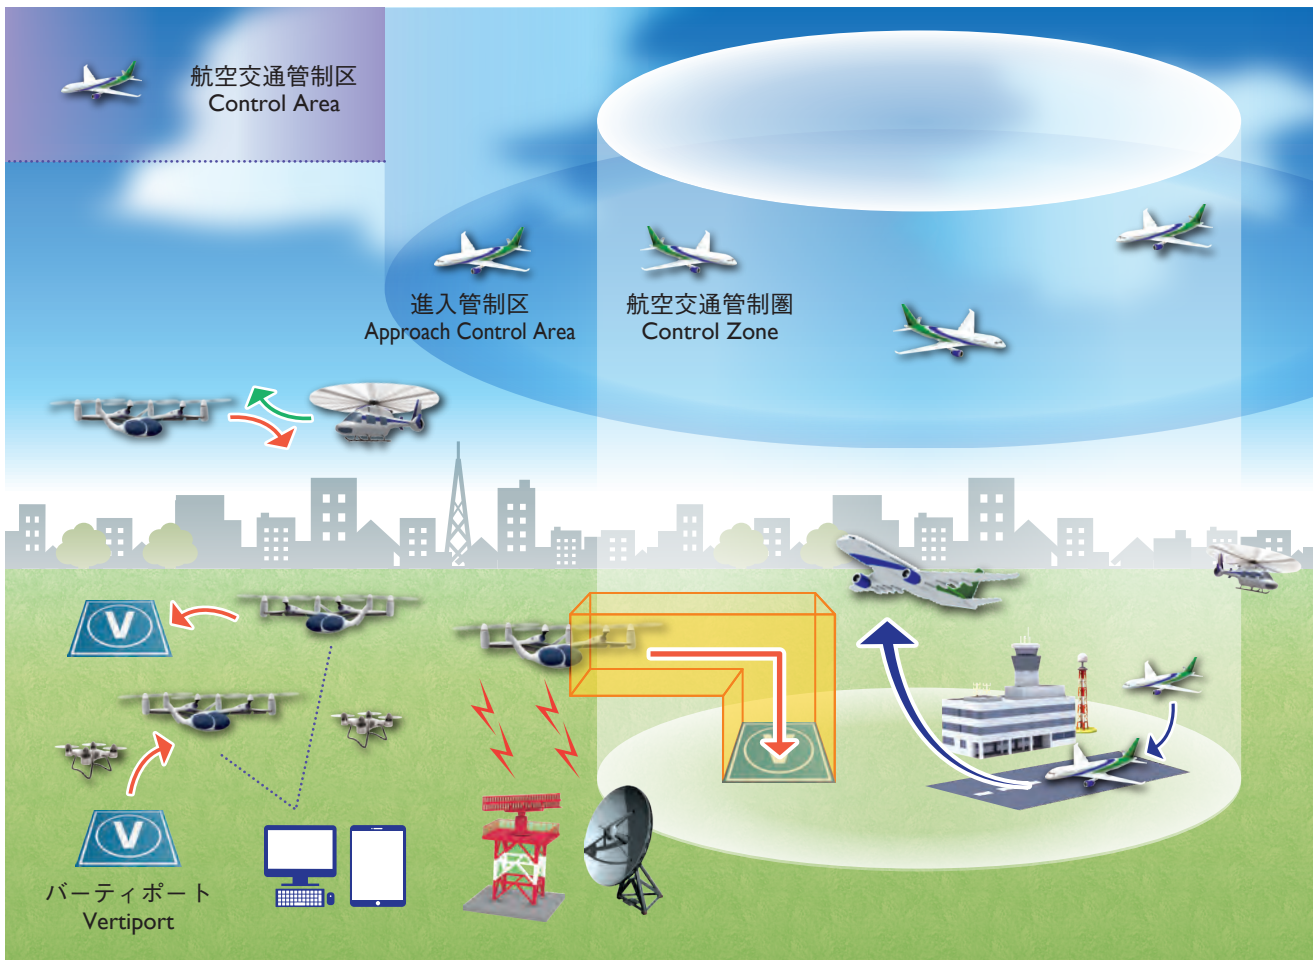 航空交通管制区
Control Area
進入管制区
Approach Control Area
航空交通管制圏
Control Zone
V
V
V
バーティポート
Vertiport